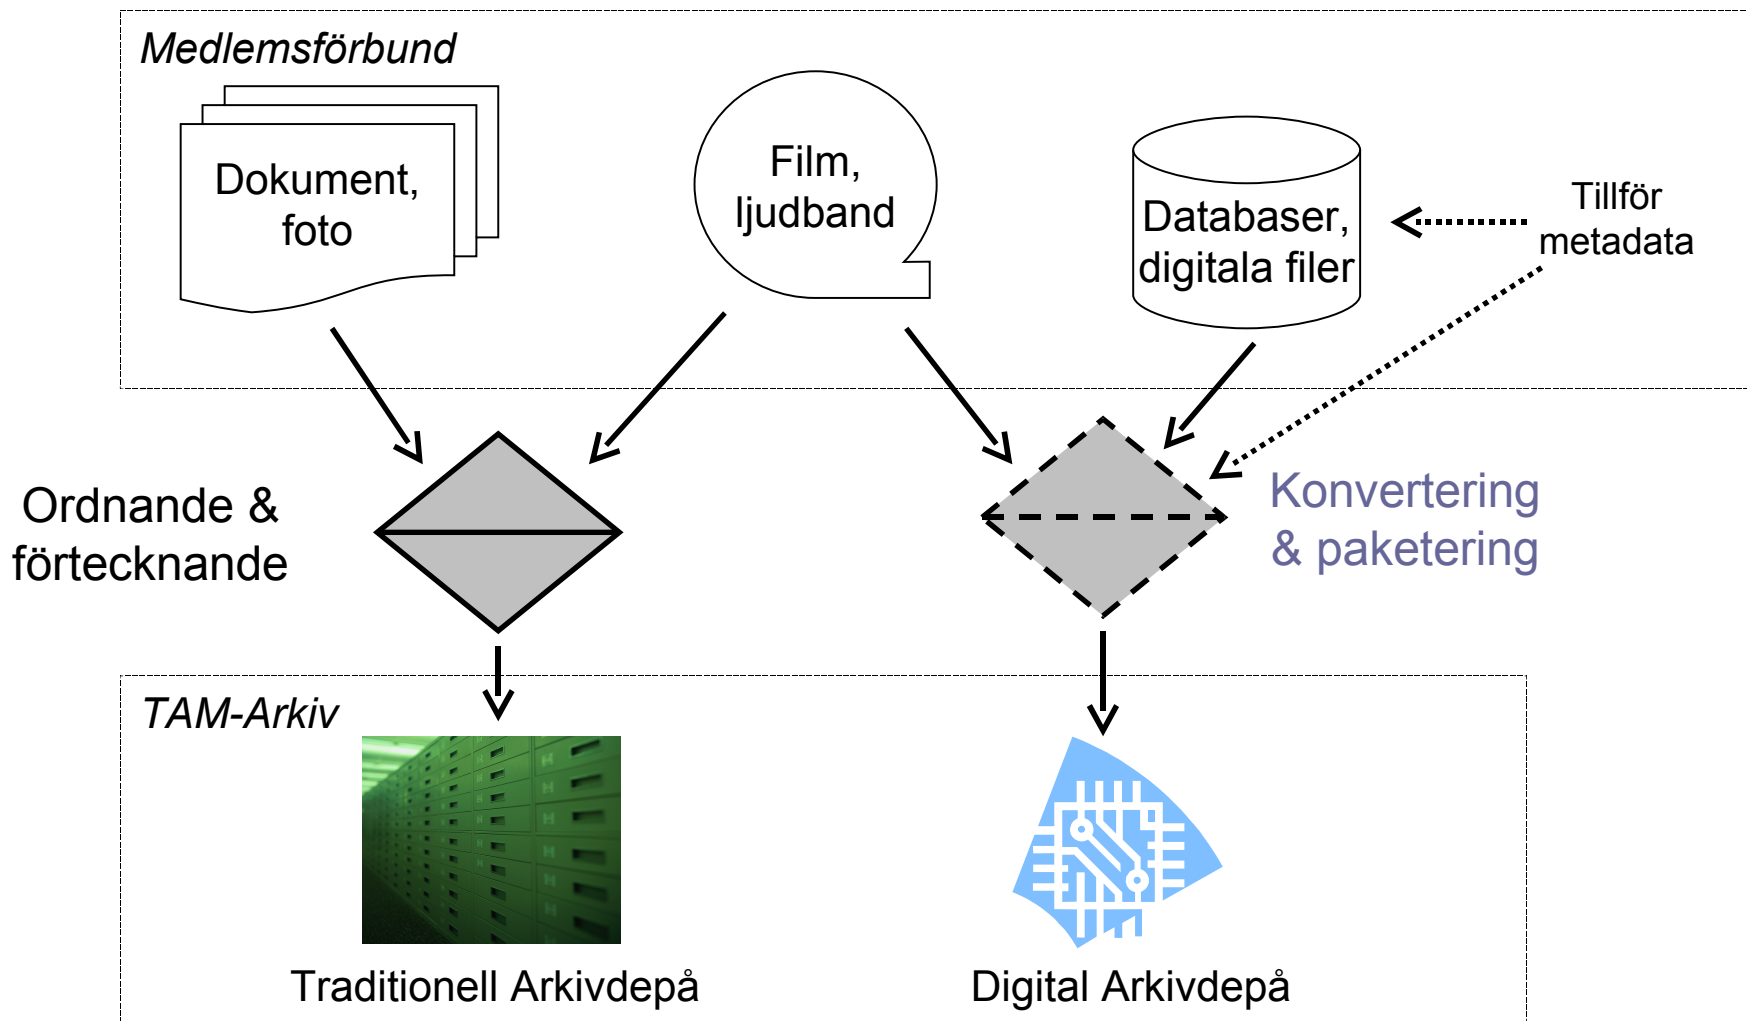 Medlemsförbund
Dokument,
foto
Film,
ljudband
Databaser,
digitala filer
Tillför
metadata
Ordnande &
förtecknande
Konvertering
& paketering
TAM-Arkiv
Traditionell Arkivdepå
Digital Arkivdepå